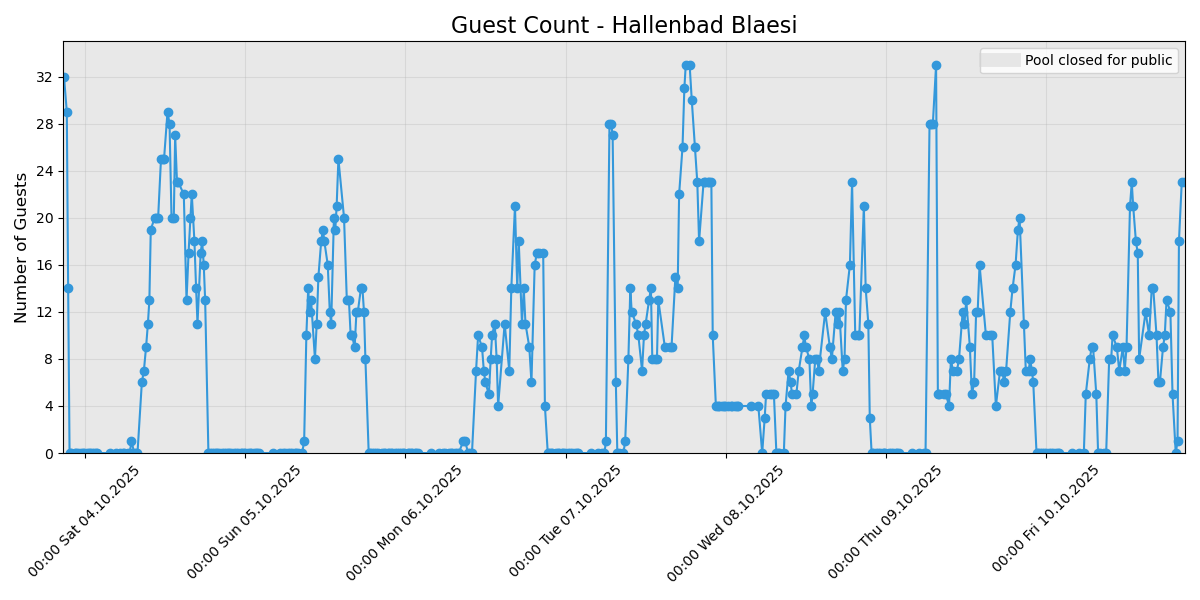 Guest Count - Hallenbad Blaesi
Pool closed for public
Number of Guests
32
28
24
20
16
12
8
4
0
00:00 Sat 04.10.2025
00:00 Sun 05.10.2025
00:00 Mon 06.10.2025
00:00 Tue 07.10.2025
00:00 Wed 08.10.2025
00:00 Thu 09.10.2025
00:00 Fri 10.10.2025